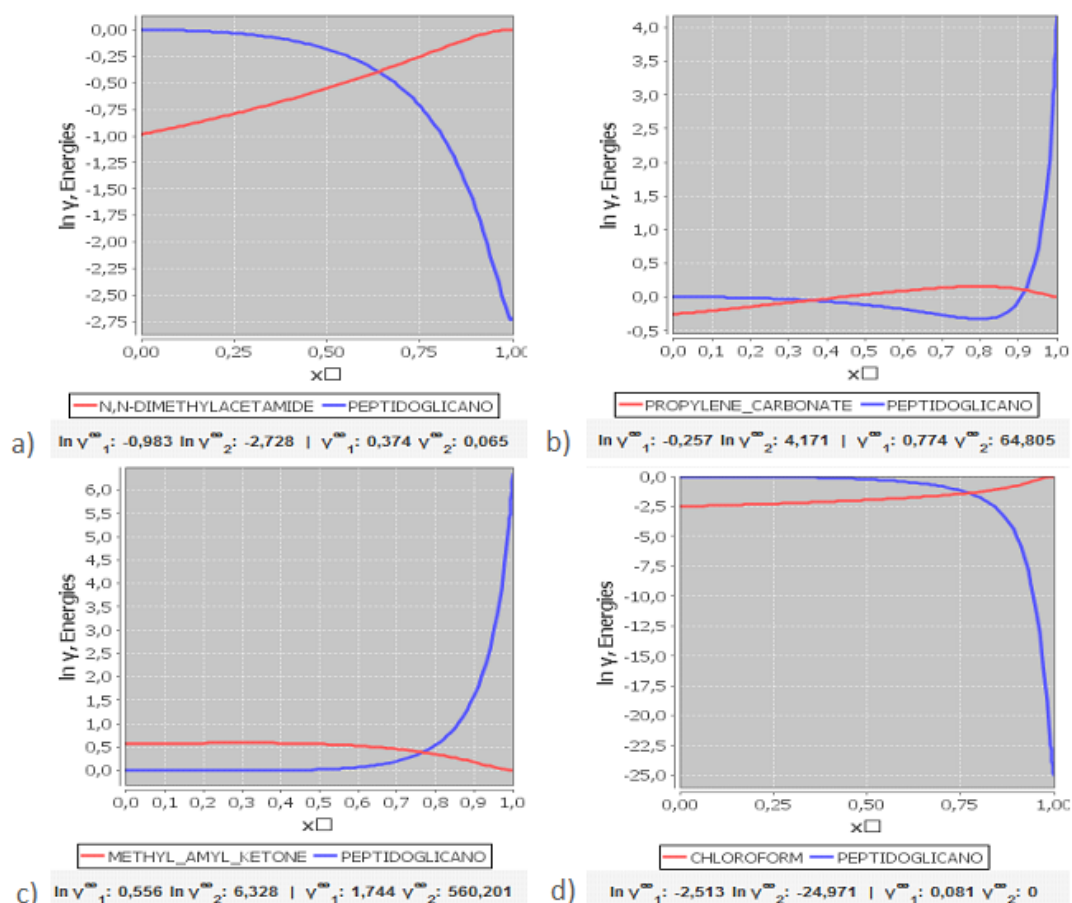 0,00
-0,25
-0,50
-0,75
-1,00
-1,25
-1,50
-1,75
-2,00
-2,25
-2,50
-2,75
ln γ, Energies
0,00 0,25 0,50 0,75 1,00
x□
N,N-DIMETHYLACETAMIDE PEPTIDOGLICANO
a) ln γ∞1: -0,983 ln γ∞2: -2,728 | γ∞1: 0,374 γ∞2: 0,065
4,0
3,5
3,0
2,5
2,0
1,5
1,0
0,5
0,0
-0,5
ln γ, Energies
0,0 0,1 0,2 0,3 0,4 0,5 0,6 0,7 0,8 0,9 1,0
x□
PROPYLENE_CARBONATE PEPTIDOGLICANO
b) ln γ∞1: -0,257 ln γ∞2: 4,171 | γ∞1: 0,774 γ∞2: 64,805
6,0
5,5
5,0
4,5
4,0
3,5
3,0
2,5
2,0
1,5
1,0
0,5
0,0
ln γ, Energies
0,0 0,1 0,2 0,3 0,4 0,5 0,6 0,7 0,8 0,9 1,0
x□
METHYL_AMYL_KETONE PEPTIDOGLICANO
c) ln γ∞1: 0,556 ln γ∞2: 6,328 | γ∞1: 1,744 γ∞2: 560,201
0,0
-2,5
-5,0
-7,5
-10,0
-12,5
-15,0
-17,5
-20,0
-22,5
-25,0
ln γ, Energies
0,00 0,25 0,50 0,75 1,00
x□
CHLOROFORM PEPTIDOGLICANO
d) ln γ∞1: -2,513 ln γ∞2: -24,971 | γ∞1: 0,081 γ∞2: 0